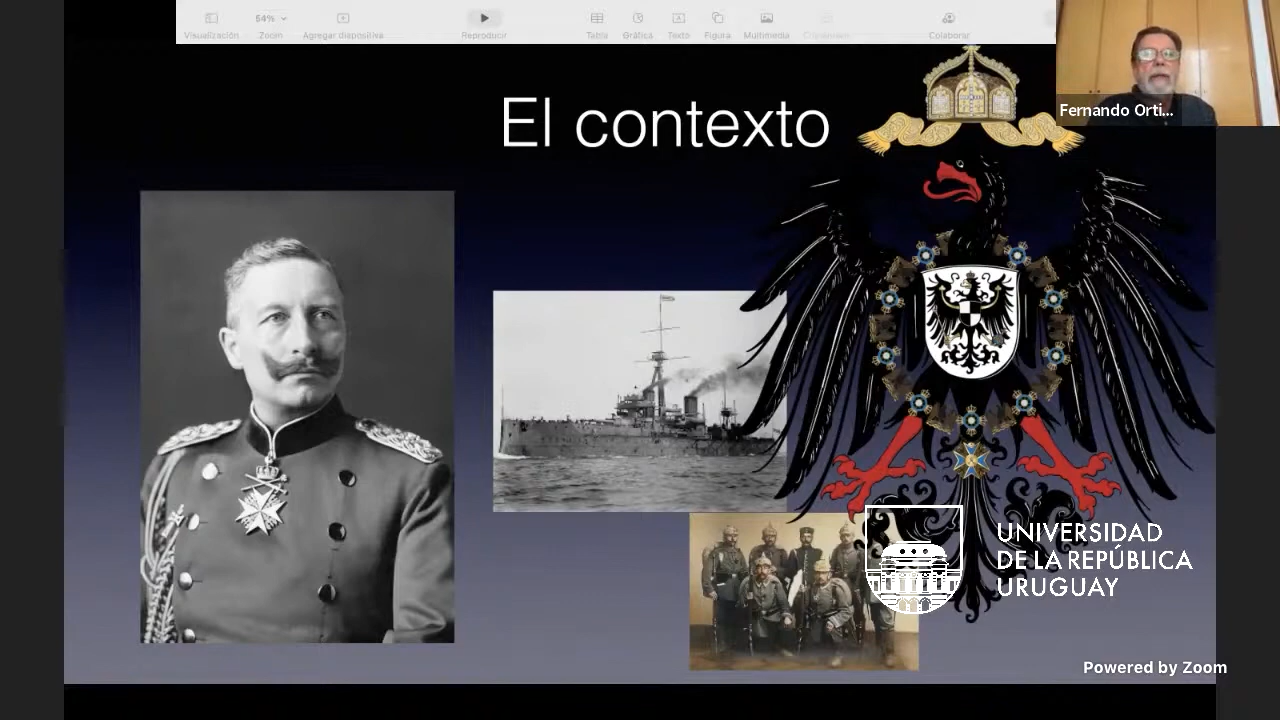 54%
Visualización
Zoom
Agregar diapositiva
Reproducir
Tabla
Gráfica
Texto
Figura
Multimedia
Comentario
Colaborar
Fernando Orti...
El contexto
UNIVERSIDAD
DE LA REPÚBLICA
URUGUAY
Powered by Zoom